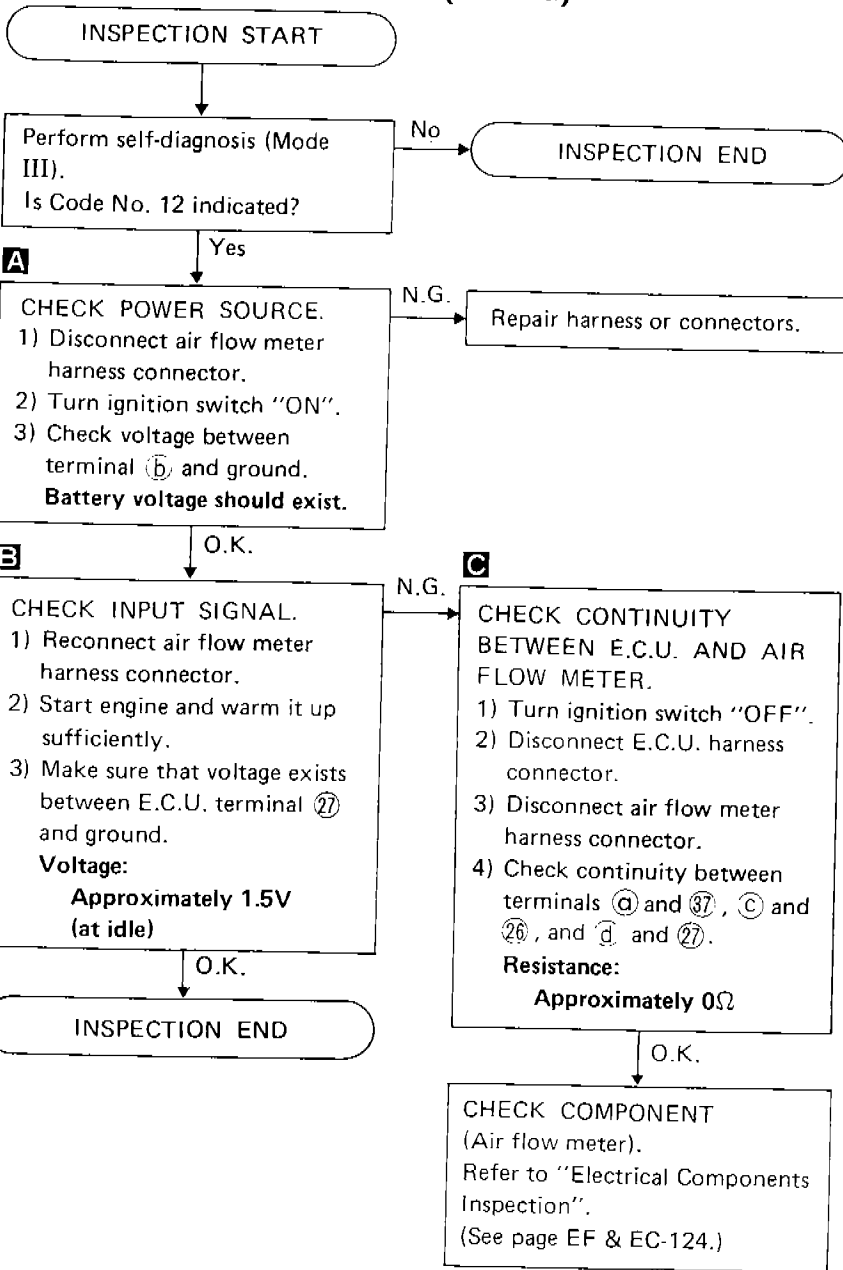 INSPECTION START
Perform self-diagnosis (Mode
III).
Is Code No. 12 indicated?
No
INSPECTION END
Yes
A
CHECK POWER SOURCE.
1) Disconnect air flow meter
harness connector.
2) Turn ignition switch "ON".
3) Check voltage between
terminal ⓑ and ground.
Battery voltage should exist.
N.G.
Repair harness or connectors.
O.K.
B
CHECK INPUT SIGNAL.
1) Reconnect air flow meter
harness connector.
2) Start engine and warm it up
sufficiently.
3) Make sure that voltage exists
between E.C.U. terminal ㉗
and ground.
Voltage:
Approximately 1.5V
(at idle)
N.G.
O.K.
INSPECTION END
C
CHECK CONTINUITY
BETWEEN E.C.U. AND AIR
FLOW METER.
1) Turn ignition switch "OFF".
2) Disconnect E.C.U. harness
connector.
3) Disconnect air flow meter
harness connector.
4) Check continuity between
terminals ⓐ and ㊲, ⓒ and
㉖, and ⓓ and ㉗.
Resistance:
Approximately 0Ω
O.K.
CHECK COMPONENT
(Air flow meter).
Refer to "Electrical Components
Inspection".
(See page EF & EC-124.)